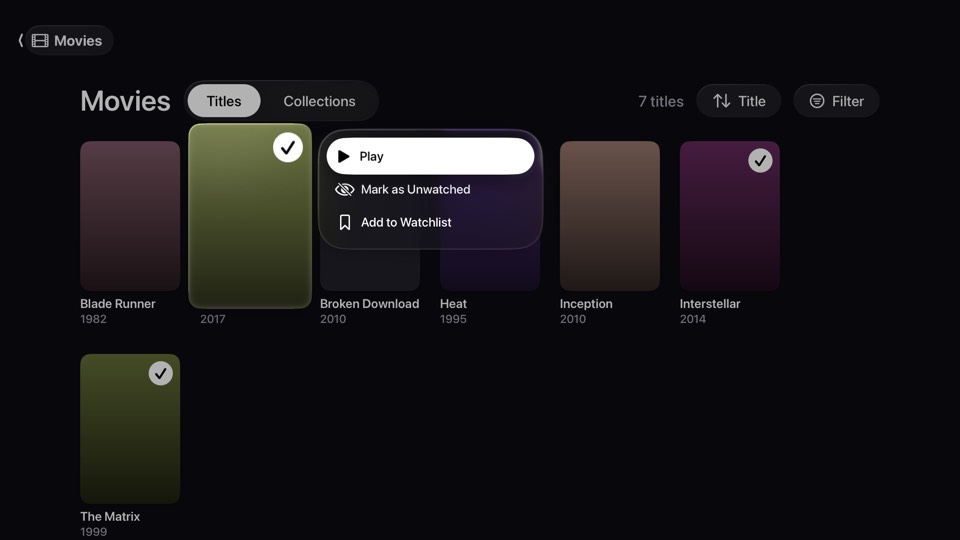 Movies
Movies
Titles
Collections
7 titles
Title
Filter
Play
Mark as Unwatched
Add to Watchlist
Blade Runner
1982
2017
Broken Download
2010
Heat
1995
Inception
2010
Interstellar
2014
The Matrix
1999